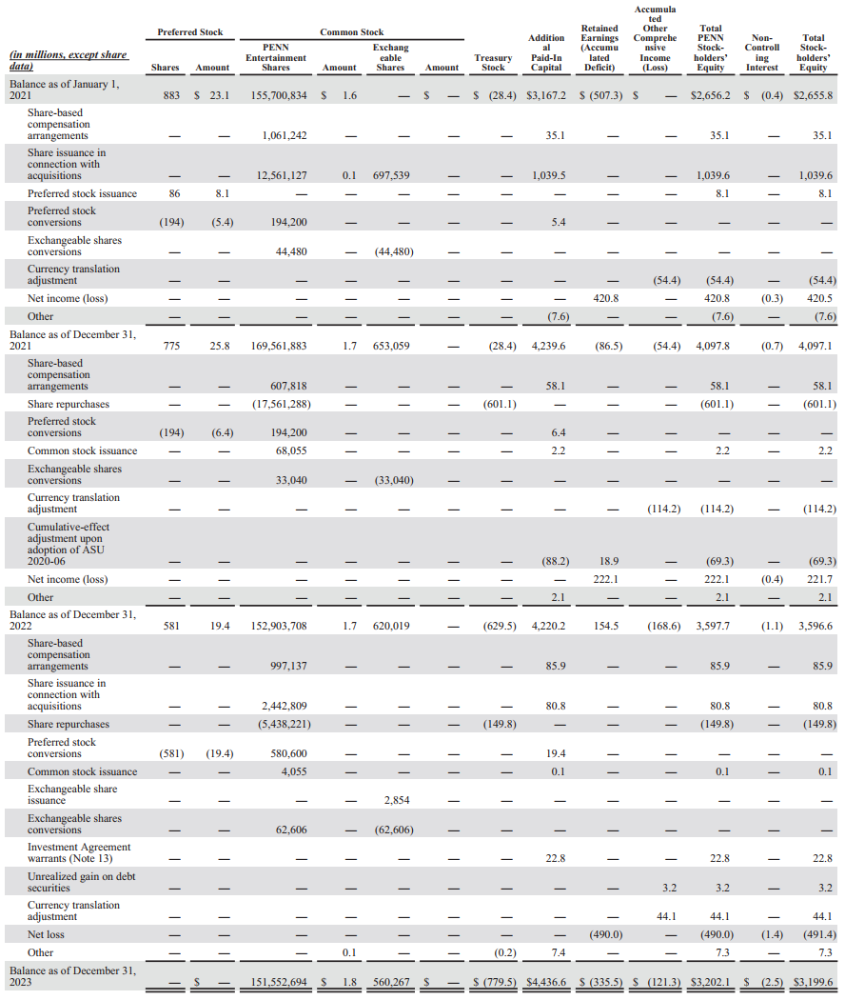 Preferred Stock Common Stock Additional Paid-In Capital Retained Earnings (Accumulated Deficit) Accumulated Other Comprehensive Income (Loss) Total PENN Stock-holders' Equity Non-Controlling Interest Total Stock-holders' Equity
(in millions, except share data) Shares Amount PENN Entertainment Shares Amount Exchangeable Shares Amount Treasury Stock
Balance as of January 1,
2021 883 $ 23.1 155,700,834 $ 1.6 — $ — $ (28.4) $3,167.2 $ (507.3) $ — $2,656.2 $ (0.4) $2,655.8
Share-based
compensation
arrangements — — 1,061,242 — — — — 35.1 — — 35.1 — 35.1
Share issuance in
connection with
acquisitions — — 12,561,127 0.1 697,539 — — 1,039.5 — — 1,039.6 — 1,039.6
Preferred stock issuance 86 8.1 — — — — — — — — 8.1 — 8.1
Preferred stock
conversions (194) (5.4) 194,200 — — — — 5.4 — — — — —
Exchangeable shares
conversions — — 44,480 — (44,480) — — — — — — — —
Currency translation
adjustment — — — — — — — — — (54.4) (54.4) — (54.4)
Net income (loss) — — — — — — — — 420.8 — 420.8 (0.3) 420.5
Other — — — — — — — (7.6) — — (7.6) — (7.6)
Balance as of December 31,
2021 775 25.8 169,561,883 1.7 653,059 — (28.4) 4,239.6 (86.5) (54.4) 4,097.8 (0.7) 4,097.1
Share-based
compensation
arrangements — — 607,818 — — — — 58.1 — — 58.1 — 58.1
Share repurchases — — (17,561,288) — — — (601.1) — — — (601.1) — (601.1)
Preferred stock
conversions (194) (6.4) 194,200 — — — — 6.4 — — — — —
Common stock issuance — — 68,055 — — — — 2.2 — — 2.2 — 2.2
Exchangeable shares
conversions — — 33,040 — (33,040) — — — — — — — —
Currency translation
adjustment — — — — — — — — — (114.2) (114.2) — (114.2)
Cumulative-effect
adjustment upon
adoption of ASU
2020-06 — — — — — — — (88.2) 18.9 — (69.3) — (69.3)
Net income (loss) — — — — — — — — 222.1 — 222.1 (0.4) 221.7
Other — — — — — — — 2.1 — — 2.1 — 2.1
Balance as of December 31,
2022 581 19.4 152,903,708 1.7 620,019 — (629.5) 4,220.2 154.5 (168.6) 3,597.7 (1.1) 3,596.6
Share-based
compensation
arrangements — — 997,137 — — — — 85.9 — — 85.9 — 85.9
Share issuance in
connection with
acquisitions — — 2,442,809 — — — — 80.8 — — 80.8 — 80.8
Share repurchases — — (5,438,221) — — — (149.8) — — — (149.8) — (149.8)
Preferred stock
conversions (581) (19.4) 580,600 — — — — 19.4 — — — — —
Common stock issuance — — 4,055 — — — — 0.1 — — 0.1 — 0.1
Exchangeable share
issuance — — — — 2,854 — — — — — — — —
Exchangeable shares
conversions — — 62,606 — (62,606) — — — — — — — —
Investment Agreement
warrants (Note 13) — — — — — — — 22.8 — — 22.8 — 22.8
Unrealized gain on debt
securities — — — — — — — — — 3.2 3.2 — 3.2
Currency translation
adjustment — — — — — — — — — 44.1 44.1 — 44.1
Net loss — — — — — — — — (490.0) — (490.0) (1.4) (491.4)
Other — — — 0.1 — — (0.2) 7.4 — — 7.3 — 7.3
Balance as of December 31,
2023 — $ — 151,552,694 $ 1.8 560,267 $ — $ (779.5) $4,436.6 $ (335.5) $ (121.3) $3,202.1 $ (2.5) $3,199.6